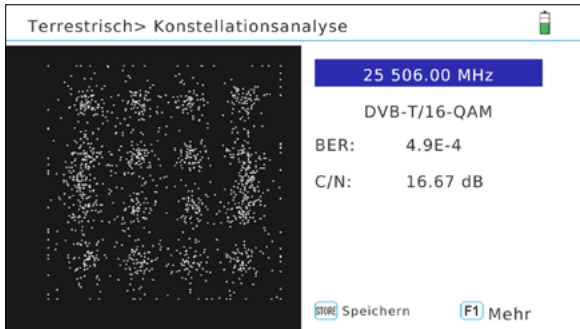 Terrestrisch> Konstellationsanalyse
25 506.00 MHz
DVB-T/16-QAM
BER: 4.9E-4
C/N: 16.67 dB
STORE Speichern F1 Mehr